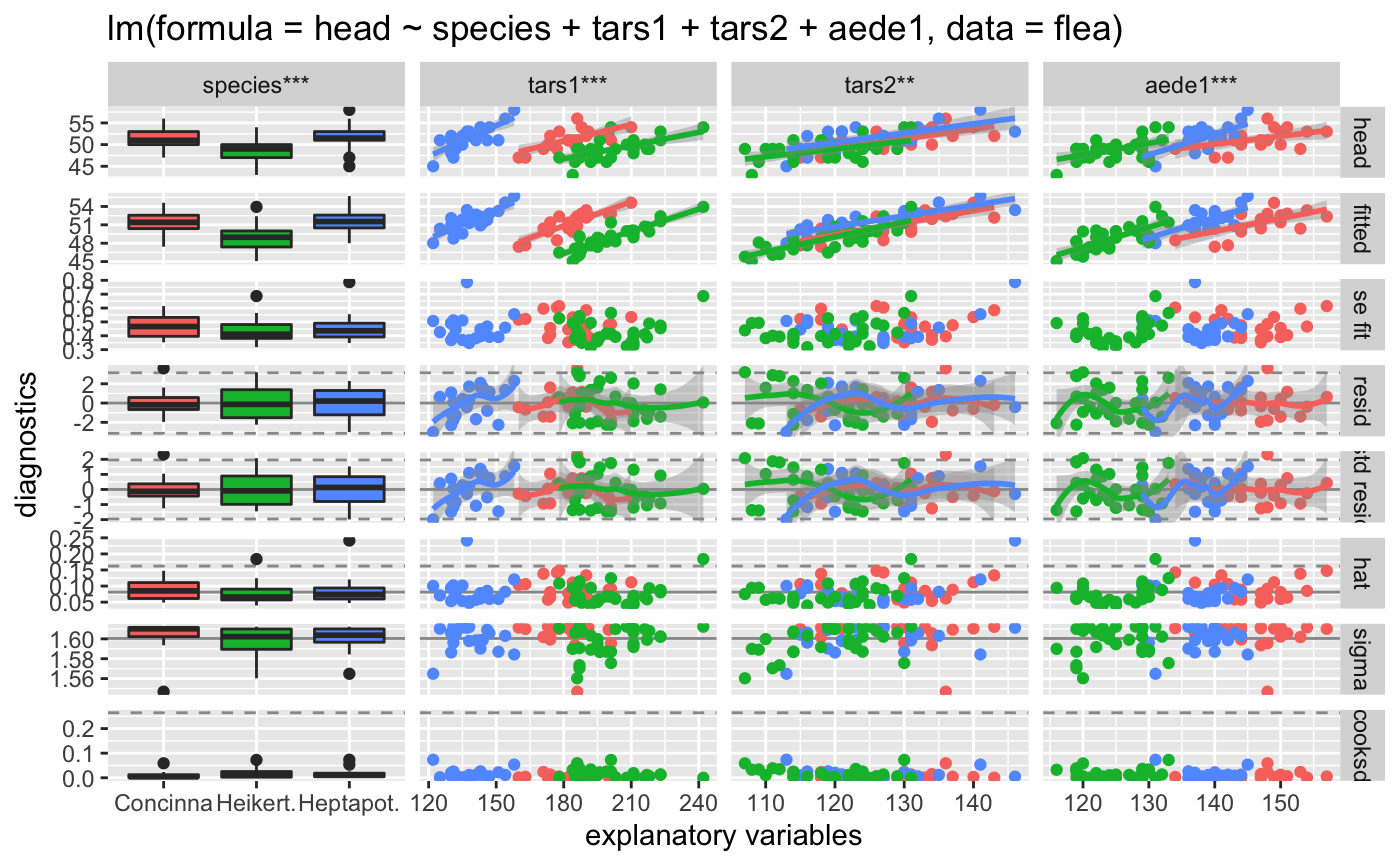 lm(formula = head ~ species + tars1 + tars2 + aede1, data = flea)
species*** tars1*** tars2** aede1***
55
50
45
head
54
51
48
45
fitted
0.8
0.7
0.6
0.5
0.4
0.3
se fit
2
0
-2
resid
2
1
0
-1
-2
std resid
0.25
0.20
0.15
0.10
0.05
hat
1.60
1.58
1.56
sigma
0.2
0.1
0.0
cooksd
diagnostics
Concinna Heikert. Heptapot. 120 150 180 210 240 110 120 130 140 120 130 140 150
explanatory variables